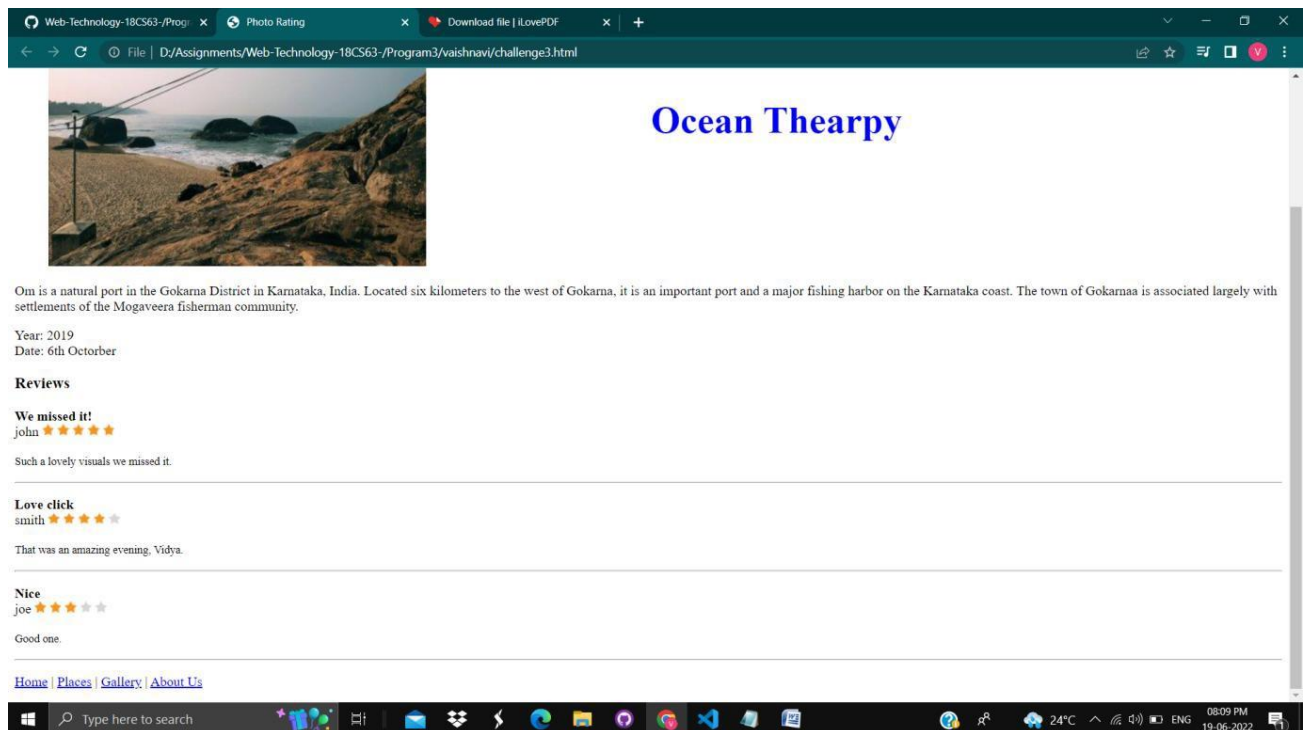 Web-Technology-18CS63-/Progr
Photo Rating
Download file | iLovePDF
File | D:/Assignments/Web-Technology-18CS63-/Program3/vaishnavi/challenge3.html
V
Ocean Thearpy
Om is a natural port in the Gokarna District in Karnataka, India. Located six kilometers to the west of Gokarna, it is an important port and a major fishing harbor on the Karnataka coast. The town of Gokarnaa is associated largely with
settlements of the Mogaveera fisherman community.
Year: 2019
Date: 6th Octorber
Reviews
We missed it!
john
Such a lovely visuals we missed it.
Love click
smith
That was an amazing evening, Vidya.
Nice
joe
Good one.
Home | Places | Gallery | About Us
Type here to search
24°C
ENG
08:09 PM
19-06-2022
1